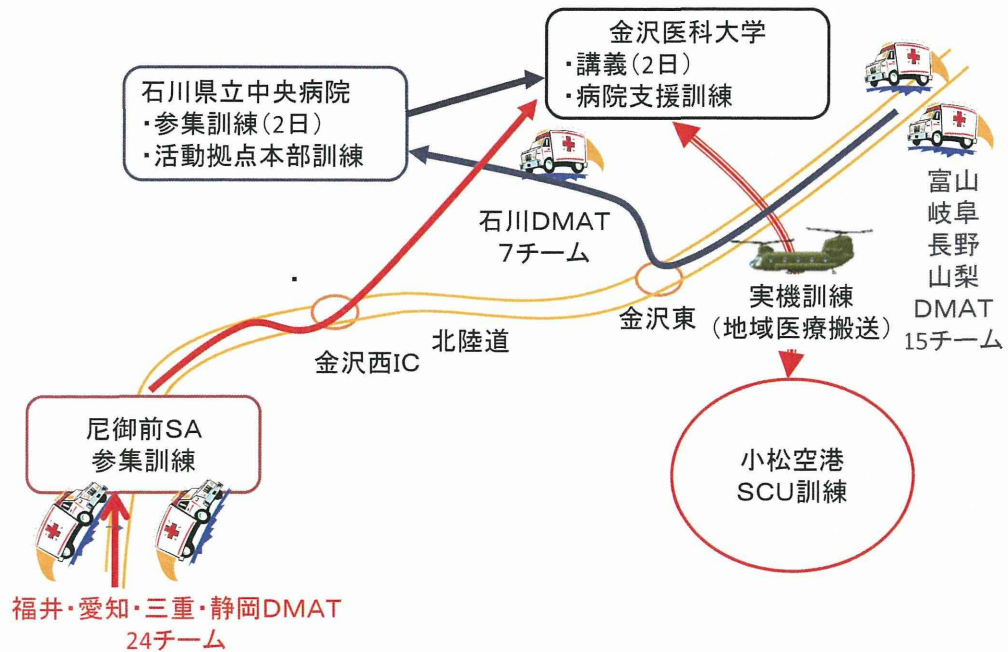 金沢医科大学
・講義(2日)
・病院支援訓練
石川県立中央病院
・参集訓練(2日)
・活動拠点本部訓練
富山
岐阜
長野
山梨
DMAT
15チーム
石川DMAT
7チーム
実機訓練
(地域医療搬送)
金沢東
北陸道
金沢西IC
尼御前SA
参集訓練
小松空港
SCU訓練
福井・愛知・三重・静岡DMAT
24チーム